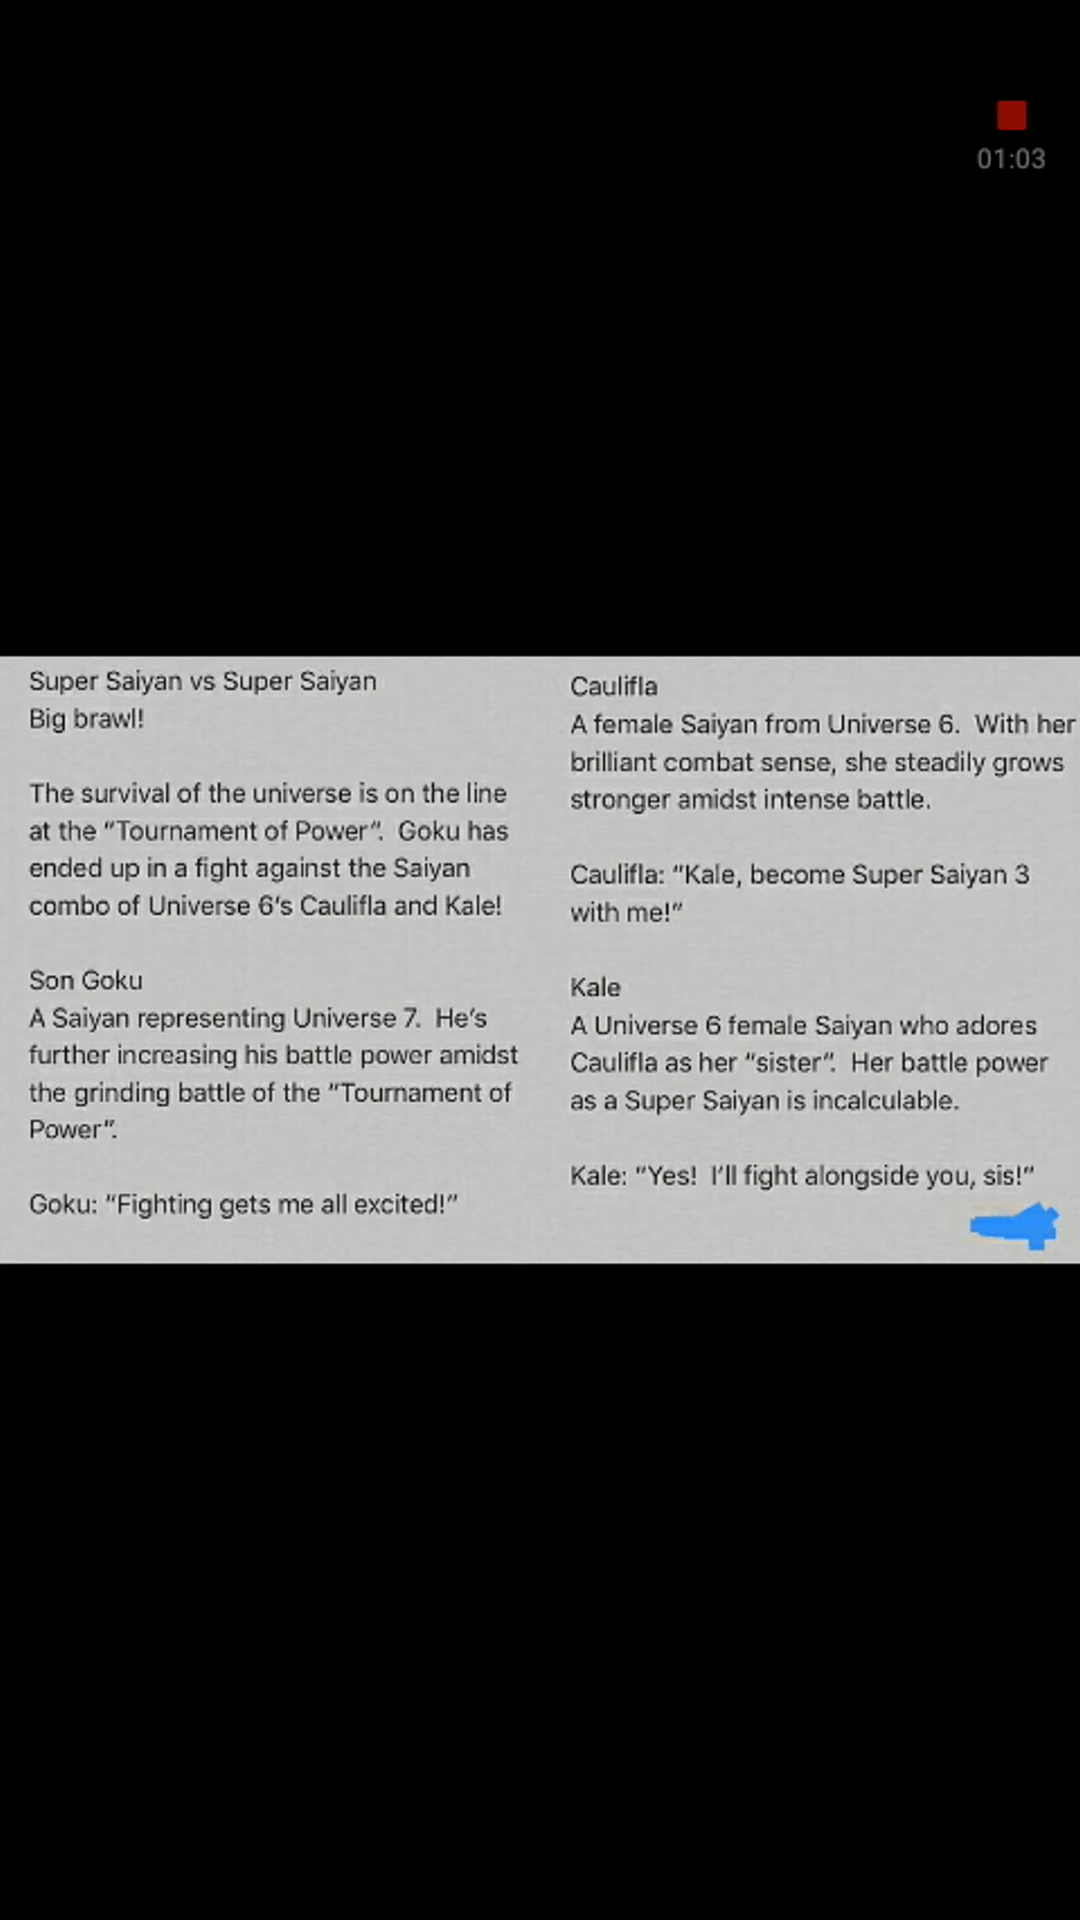 01:03
Super Saiyan vs Super Saiyan
Big brawl!
The survival of the universe is on the line
at the “Tournament of Power”. Goku has
ended up in a fight against the Saiyan
combo of Universe 6’s Caulifla and Kale!
Son Goku
A Saiyan representing Universe 7. He’s
further increasing his battle power amidst
the grinding battle of the “Tournament of
Power”.
Goku: “Fighting gets me all excited!”
Caulifla
A female Saiyan from Universe 6. With her
brilliant combat sense, she steadily grows
stronger amidst intense battle.
Caulifla: “Kale, become Super Saiyan 3
with me!”
Kale
A Universe 6 female Saiyan who adores
Caulifla as her “sister”. Her battle power
as a Super Saiyan is incalculable.
Kale: “Yes! I’ll fight alongside you, sis!”